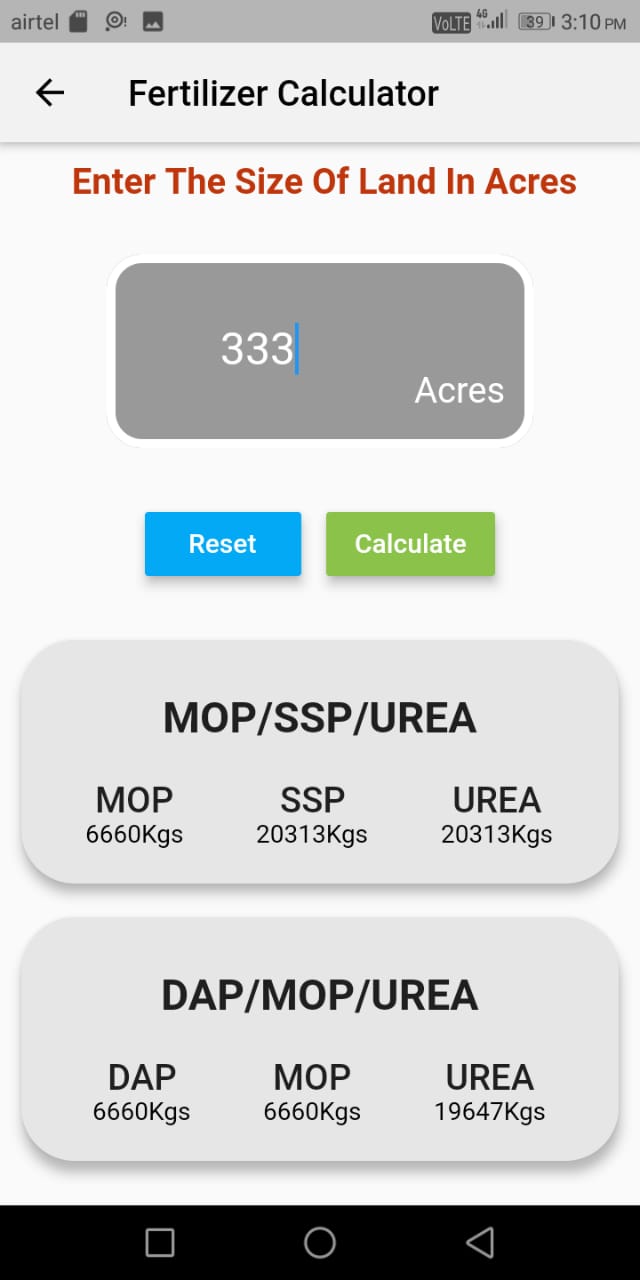 airtel VoLTE 4G 39 3:10 PM
Fertilizer Calculator
Enter The Size Of Land In Acres
333
Acres
Reset Calculate
MOP/SSP/UREA
MOP SSP UREA
6660Kgs 20313Kgs 20313Kgs
DAP/MOP/UREA
DAP MOP UREA
6660Kgs 6660Kgs 19647Kgs